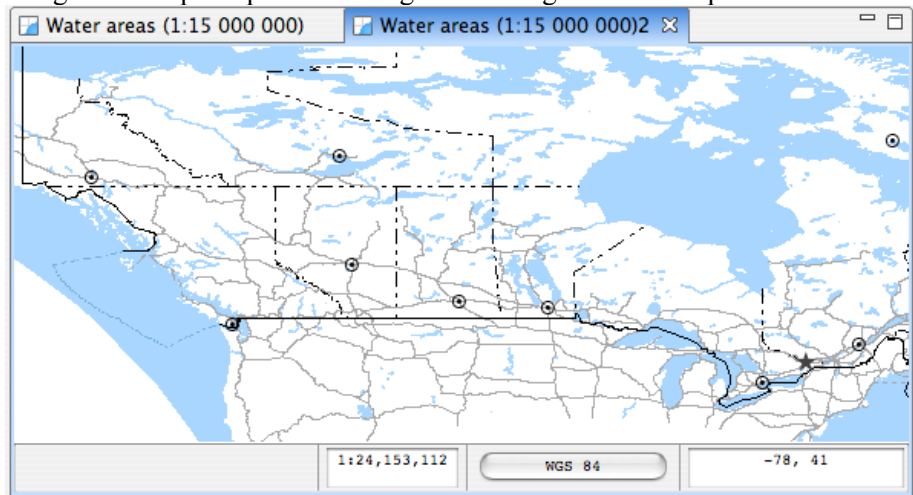 Water areas (1:15 000 000)
Water areas (1:15 000 000)2
1:24,153,112
WGS 84
-78, 41